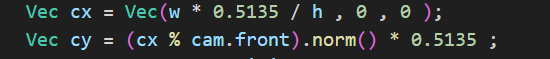 Vec cx = Vec(w * 0.5135 / h , 0 , 0 );
Vec cy = (cx % cam.front).norm() * 0.5135 ;